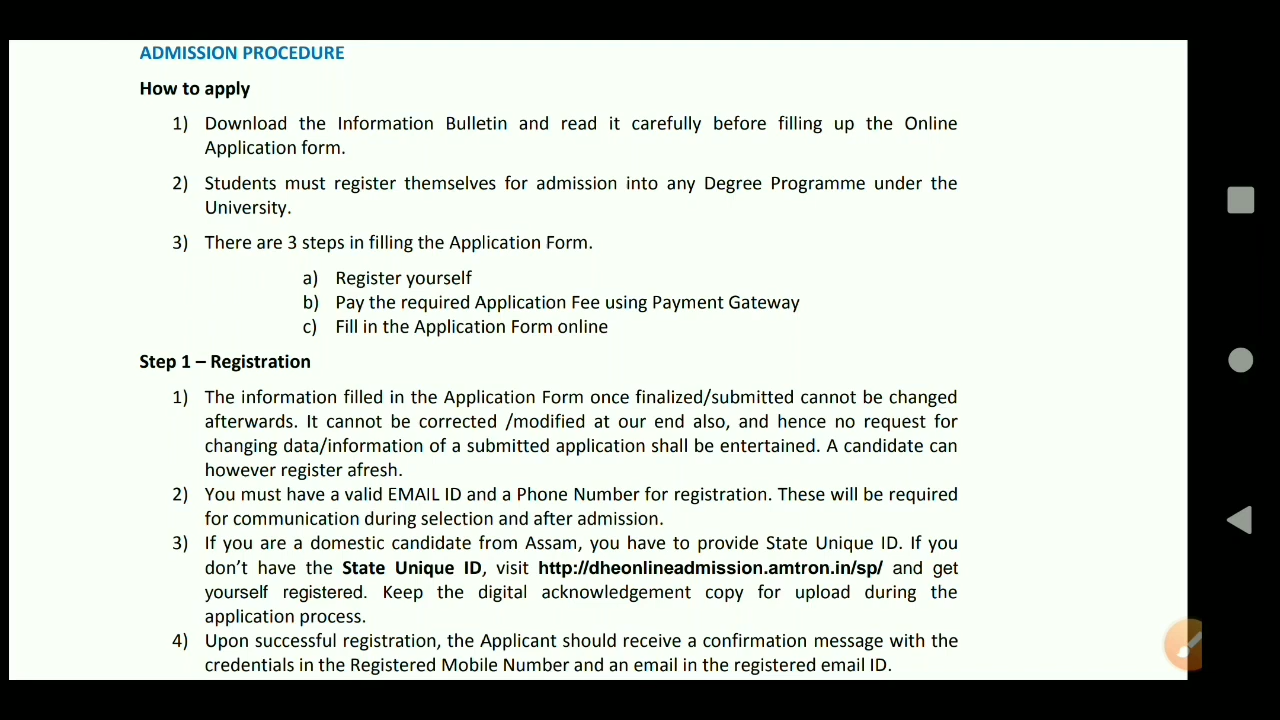 ADMISSION PROCEDURE
How to apply
1) Download the Information Bulletin and read it carefully before filling up the Online
Application form.
2) Students must register themselves for admission into any Degree Programme under the
University.
3) There are 3 steps in filling the Application Form.
a) Register yourself
b) Pay the required Application Fee using Payment Gateway
c) Fill in the Application Form online
Step 1 – Registration
1) The information filled in the Application Form once finalized/submitted cannot be changed
afterwards. It cannot be corrected /modified at our end also, and hence no request for
changing data/information of a submitted application shall be entertained. A candidate can
however register afresh.
2) You must have a valid EMAIL ID and a Phone Number for registration. These will be required
for communication during selection and after admission.
3) If you are a domestic candidate from Assam, you have to provide State Unique ID. If you
don’t have the State Unique ID, visit http://dheonlineadmission.amtron.in/sp/ and get
yourself registered. Keep the digital acknowledgement copy for upload during the
application process.
4) Upon successful registration, the Applicant should receive a confirmation message with the
credentials in the Registered Mobile Number and an email in the registered email ID.